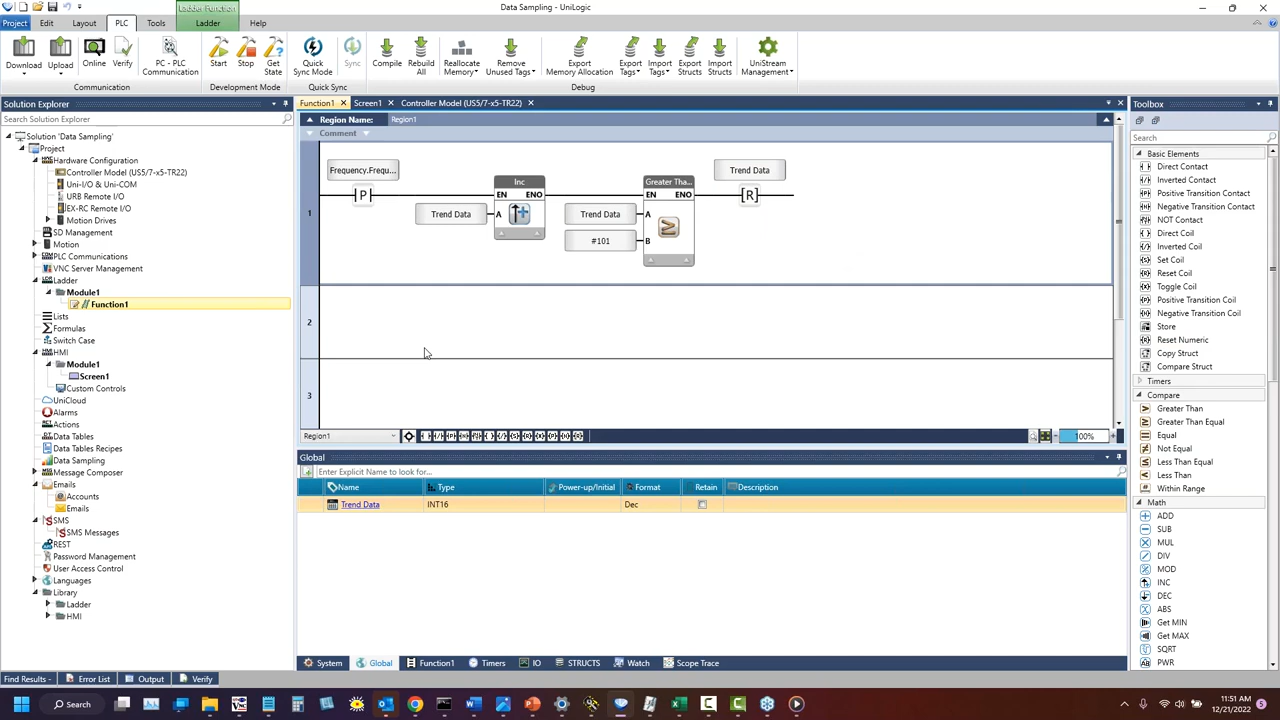 Ladder Function
Data Sampling - UniLogic
Project Edit Layout PLC Tools Ladder Help
Download
Upload
Online
Verify
PC - PLC
Communication
Start
Stop
Get
State
Quick
Sync Mode
Sync
Compile
Rebuild
All
Reallocate
Memory
Remove
Unused Tags
Export
Memory Allocation
Export
Tags
Import
Tags
Export
Structs
Import
Structs
UniStream
Management
Communication
Development Mode
Quick Sync
Debug
Solution Explorer
Search Solution Explorer
Solution 'Data Sampling'
Project
Hardware Configuration
Controller Model (US5/7-x5-TR22)
Uni-I/O & Uni-COM
URB Remote I/O
EX-RC Remote I/O
Motion Drives
SD Management
Motion
PLC Communications
VNC Server Management
Ladder
Module1
Function1
Lists
Formulas
Switch Case
HMI
Module1
Screen1
Custom Controls
UniCloud
Alarms
Actions
Data Tables
Data Tables Recipes
Data Sampling
Message Composer
Emails
Accounts
Emails
SMS
SMS Messages
REST
Password Management
User Access Control
Languages
Library
Ladder
HMI
Function1 Screen1 Controller Model (US5/7-x5-TR22)
Region Name: Region1
Comment
1
Frequency.Frequ...
P
Inc
EN ENO
Trend Data A
Greater Tha...
EN ENO
Trend Data A
≥
#101 B
Trend Data
R
2
3
Region1
100%
Global
Enter Explicit Name to look for...
Name Type Power-up/Initial Format Retain Description
Trend Data INT16 Dec
System Global Function1 Timers IO STRUCTS Watch Scope Trace
Toolbox
Search
Basic Elements
Direct Contact
Inverted Contact
Positive Transition Contact
Negative Transition Contact
NOT Contact
Direct Coil
Inverted Coil
Set Coil
Reset Coil
Toggle Coil
Positive Transition Coil
Negative Transition Coil
Store
Reset Numeric
Copy Struct
Compare Struct
Timers
Compare
Greater Than
Greater Than Equal
Equal
Not Equal
Less Than Equal
Less Than
Within Range
Math
ADD
SUB
MUL
DIV
MOD
INC
DEC
ABS
Get MIN
Get MAX
SQRT
PWR
Find Results - Error List Output Verify
Search
11:51 AM
12/21/2022